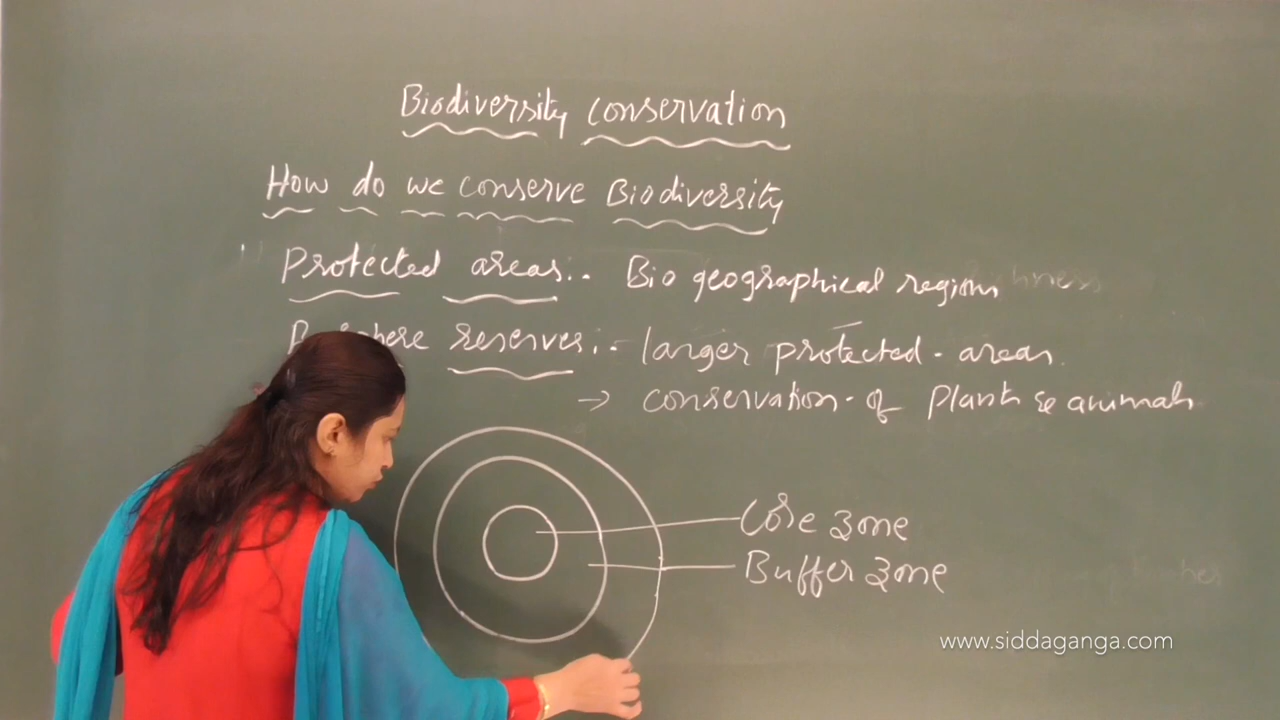 Biodiversity conservation
How do we conserve Biodiversity
Protected areas:- Bio geographical regions
reserves:- larger protected areas.
→ conservation of Plants & animals
Core zone
Buffer zone
www.siddaganga.com